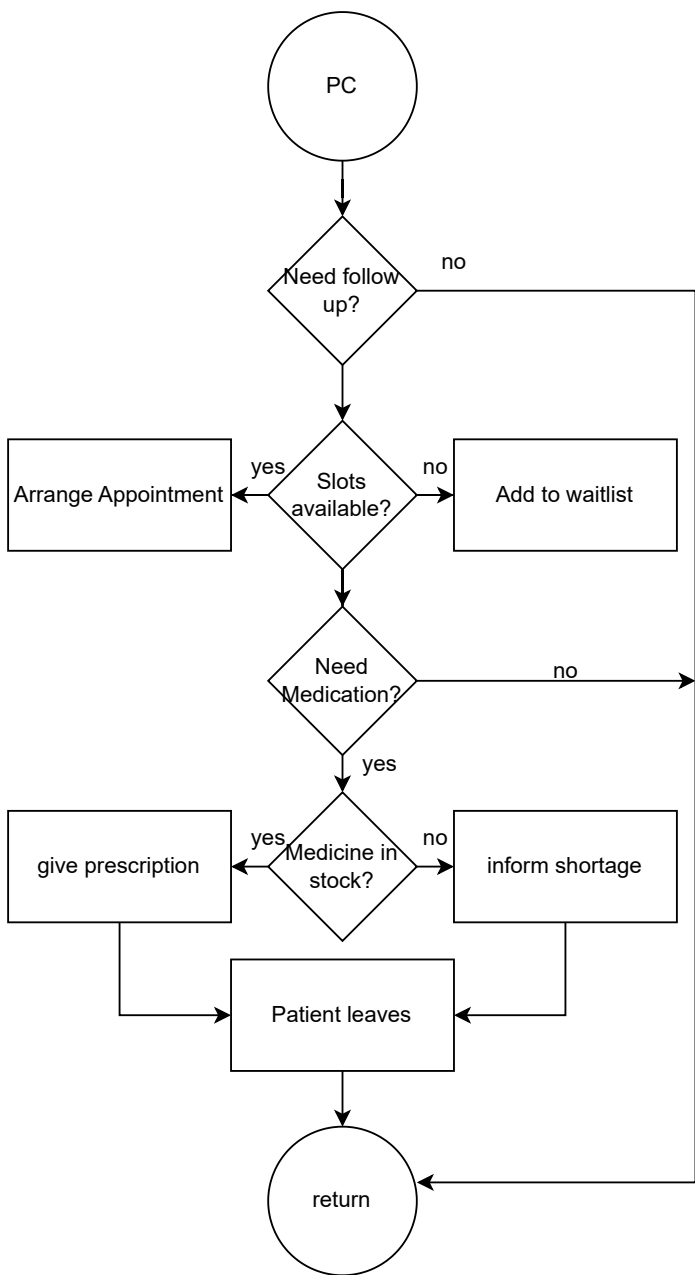 PC
Need follow
up?
no
Arrange Appointment
yes
Slots
available?
no
Add to waitlist
Need
Medication?
no
yes
give prescription
yes
Medicine in
stock?
no
inform shortage
Patient leaves
return